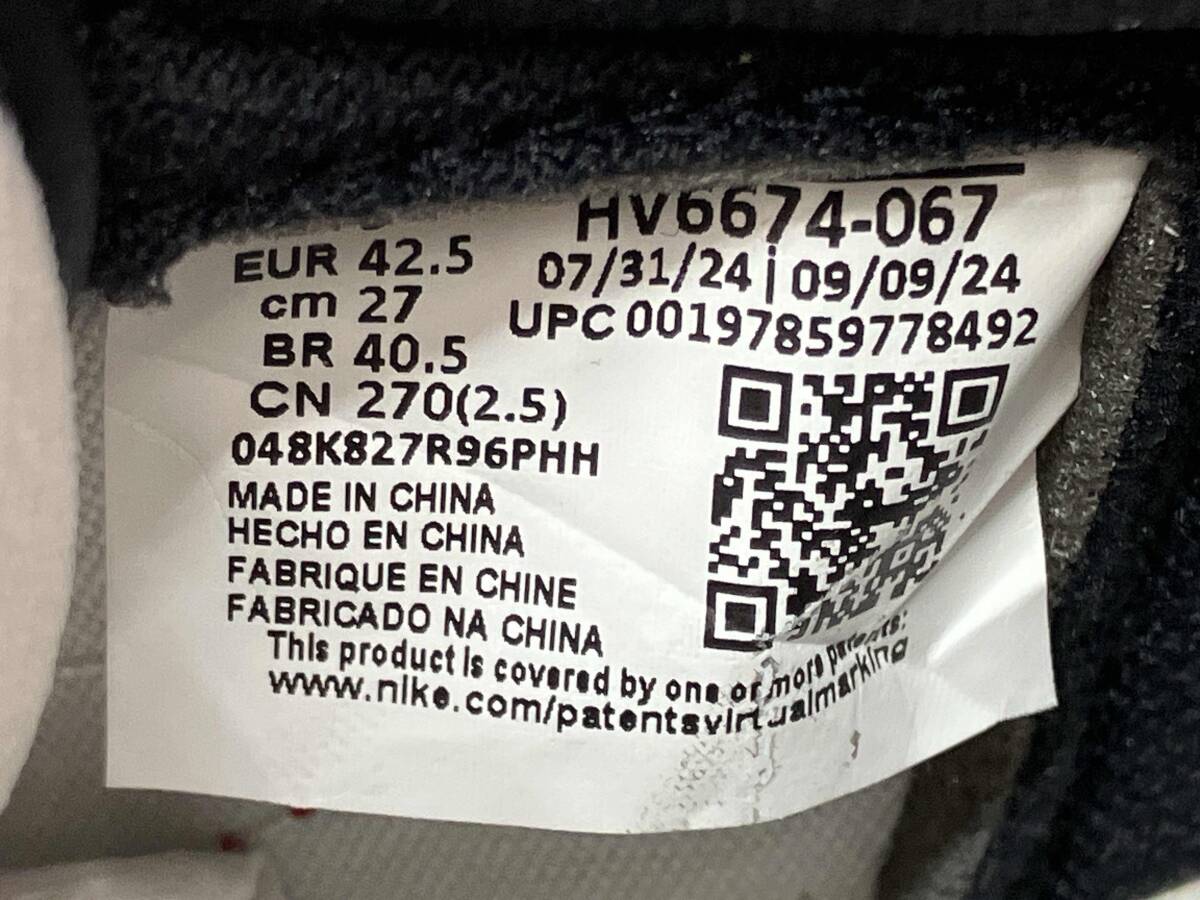 HV6674-067
EUR 42.5
07/31/24 | 09/09/24
cm 27
UPC 00197859778492
BR 40.5
CN 270(2.5)
048K827R96PHH
MADE IN CHINA
HECHO EN CHINA
FABRIQUE EN CHINE
FABRICADO NA CHINA
This product is covered by one or more patents:
www.nike.com/patentsvirtualmarking